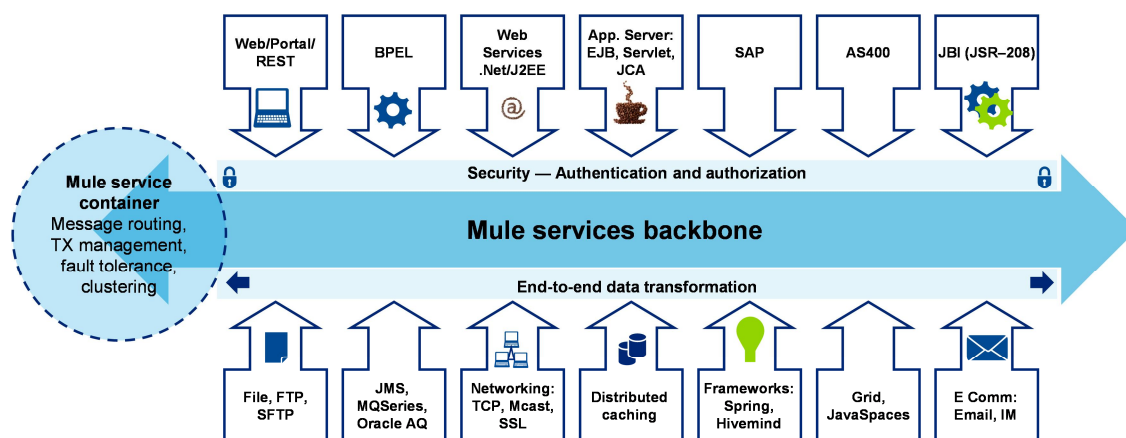 Web/Portal/
REST
BPEL
Web
Services
.Net/J2EE
@
App. Server:
EJB, Servlet,
JCA
SAP
AS400
JBI (JSR–208)
Security — Authentication and authorization
Mule service
container
Message routing,
TX management,
fault tolerance,
clustering
Mule services backbone
End-to-end data transformation
File, FTP,
SFTP
JMS,
MQSeries,
Oracle AQ
Networking:
TCP, Mcast,
SSL
Distributed
caching
Frameworks:
Spring,
Hivemind
Grid,
JavaSpaces
E Comm:
Email, IM